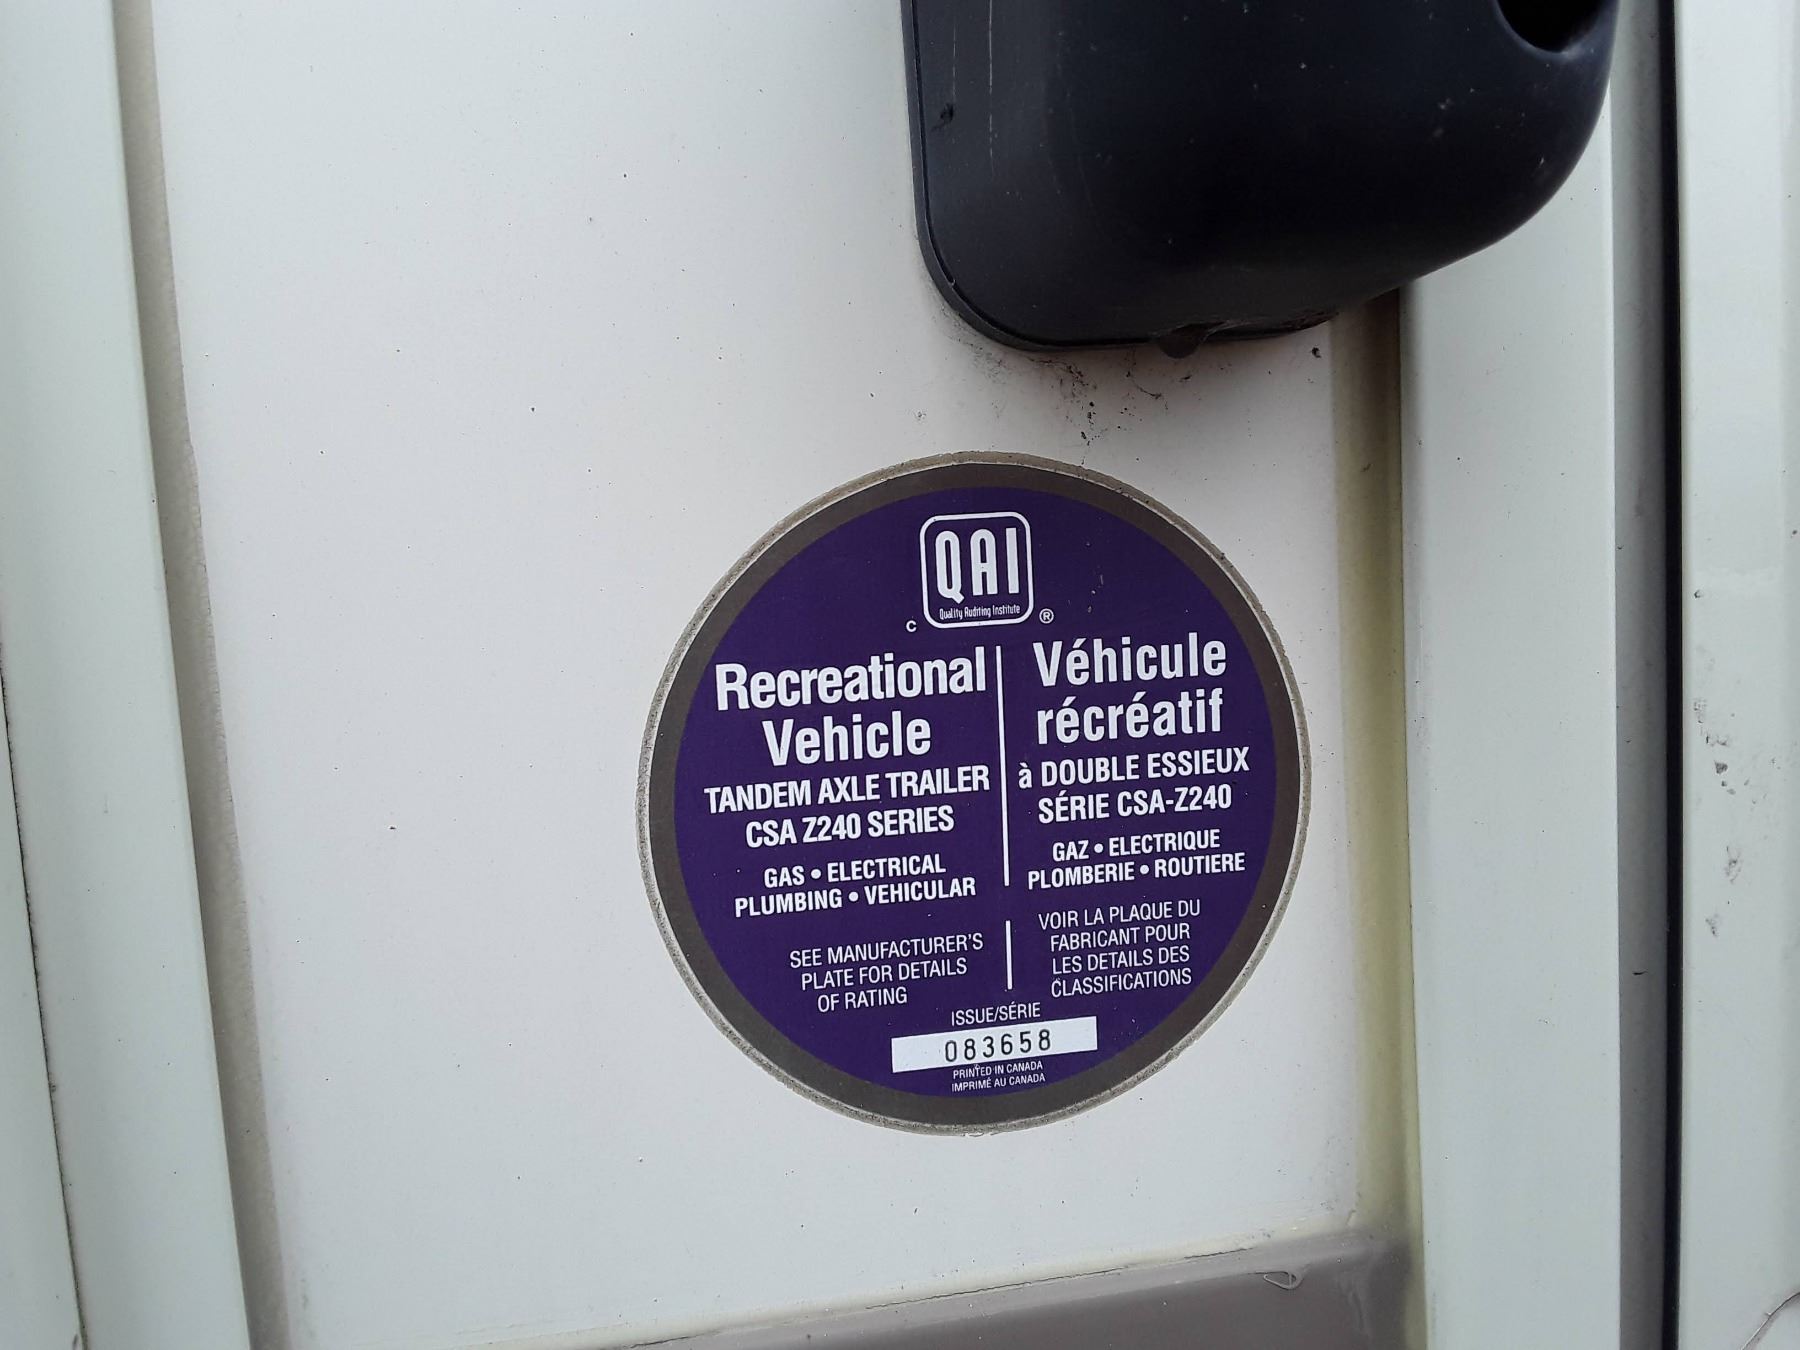 QAI
Quality Auditing Institute
C ®
Recreational
Vehicle
TANDEM AXLE TRAILER
CSA Z240 SERIES
GAS • ELECTRICAL
PLUMBING • VEHICULAR
SEE MANUFACTURER'S
PLATE FOR DETAILS
OF RATING
Véhicule
récréatif
à DOUBLE ESSIEUX
SÉRIE CSA-Z240
GAZ • ELECTRIQUE
PLOMBERIE • ROUTIERE
VOIR LA PLAQUE DU
FABRICANT POUR
LES DETAILS DES
CLASSIFICATIONS
ISSUE/SÉRIE
083658
PRINTED IN CANADA
IMPRIMÉ AU CANADA